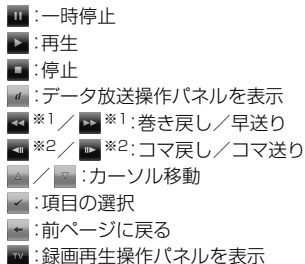 :一時停止
:再生
:停止
d :データ放送操作パネルを表示
※1／ ※1:巻き戻し／早送り
※2／ ※2:コマ戻し／コマ送り
／ :カーソル移動
:項目の選択
:前ページに戻る
TV :録画再生操作パネルを表示